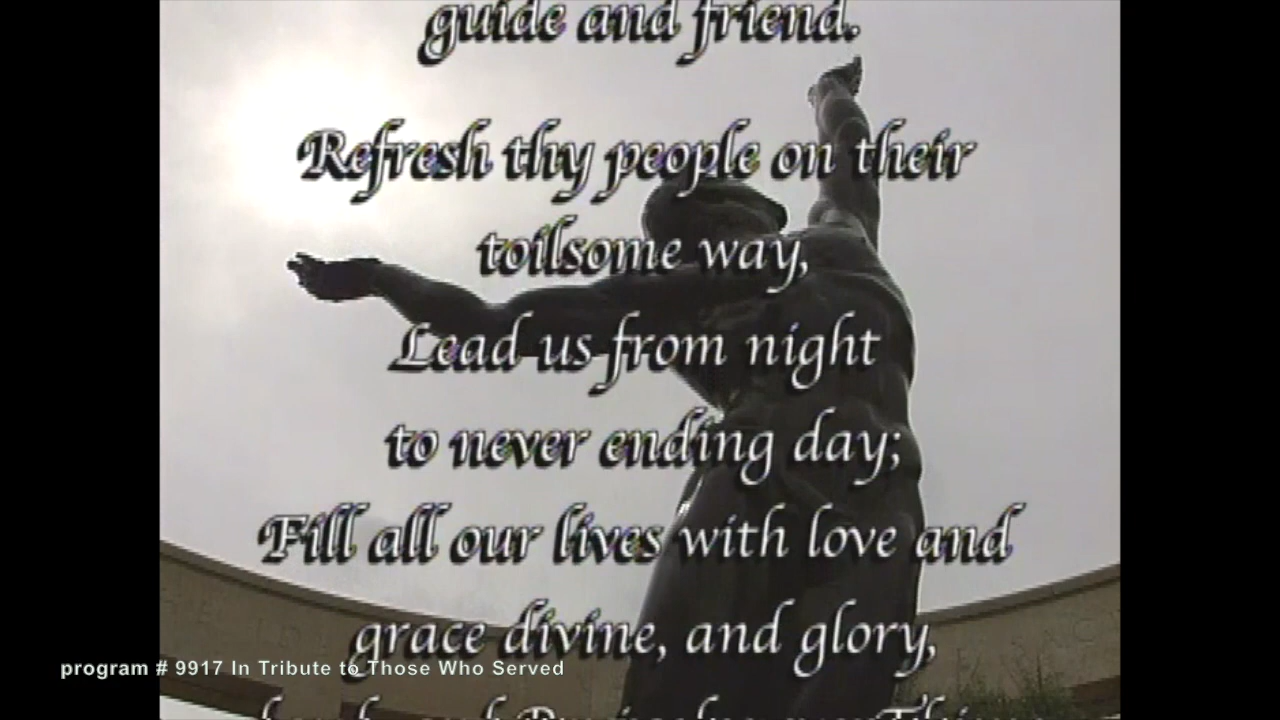 guide and friend.
Refresh thy people on their
toilsome way,
Lead us from night
to never ending day;
Fill all our lives with love and
grace divine, and glory,
program # 9917 In Tribute to Those Who Served